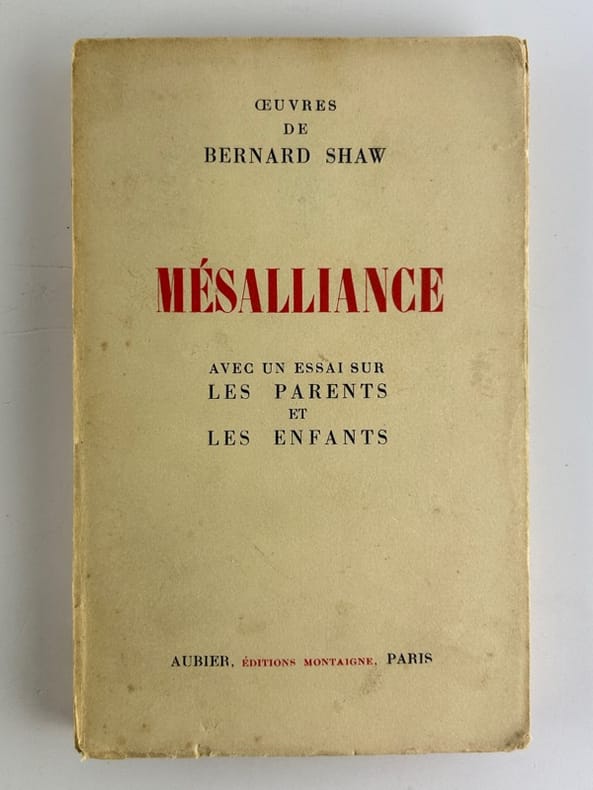 ŒUVRES
DE
BERNARD SHAW
MÉSALLIANCE
AVEC UN ESSAI SUR
LES PARENTS
ET
LES ENFANTS
AUBIER, ÉDITIONS MONTAIGNE, PARIS